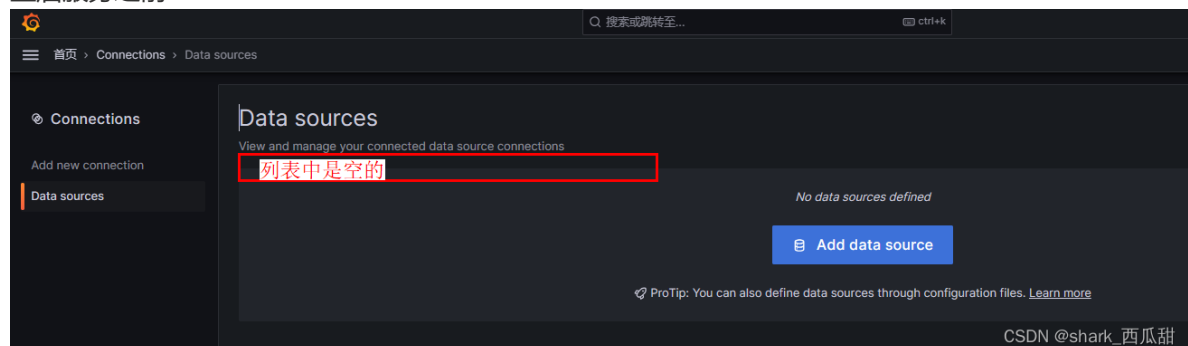 搜索或跳转至...
ctrl+k
首页 › Connections › Data sources
Connections
Data sources
View and manage your connected data source connections
Add new connection
列表中是空的
Data sources
No data sources defined
Add data source
ProTip: You can also define data sources through configuration files. Learn more
CSDN @shark_西瓜甜